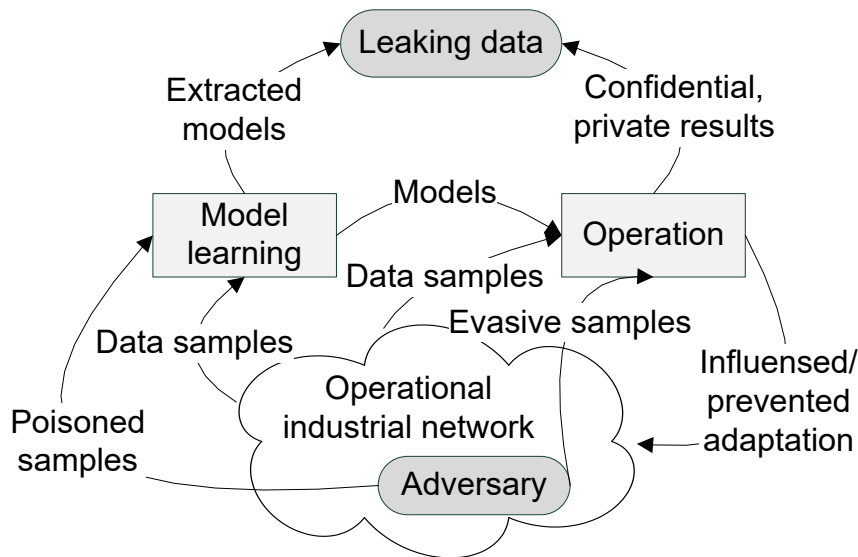 Leaking data
Extracted
models
Confidential,
private results
Models
Model
learning
Operation
Data samples
Data samples
Evasive samples
Operational
industrial network
Influensed/
prevented
adaptation
Poisoned
samples
Adversary